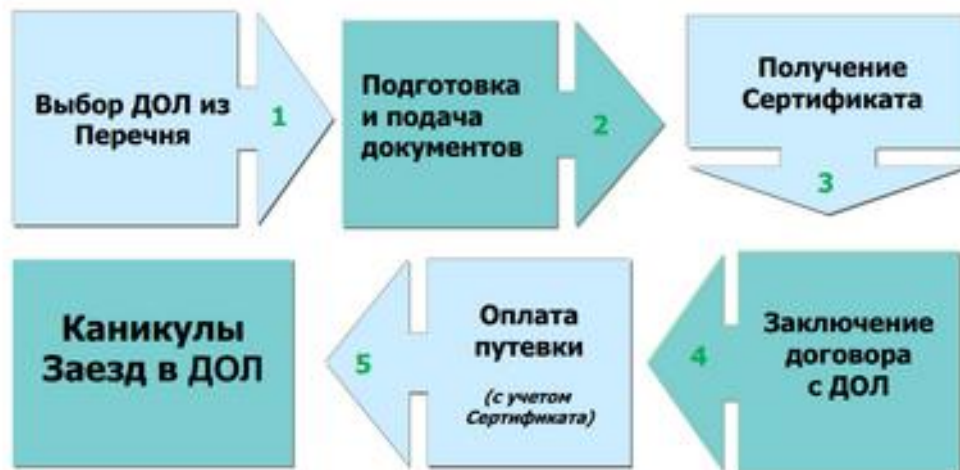 Выбор ДОЛ из
Перечня
1
Подготовка
и подача
документов
2
Получение
Сертификата
3
Заключение
договора
с ДОЛ
4
Оплата
путевки
(с учетом
Сертификата)
5
Каникулы
Заезд в ДОЛ